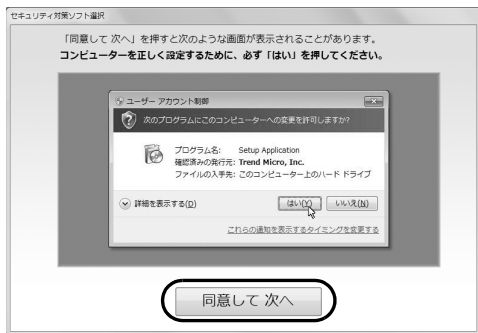 セキュリティ対策ソフト選択
「同意して 次へ」を押すと次のような画面が表示されることがあります。
コンピューターを正しく設定するために、必ず「はい」を押してください。
ユーザー アカウント制御
次のプログラムにこのコンピューターへの変更を許可しますか?
プログラム名: Setup Application
確認済みの発行元: Trend Micro, Inc.
ファイルの入手先: このコンピューター上のハード ドライブ
詳細を表示する(D) はい(Y) いいえ(N)
これらの通知を表示するタイミングを変更する
同意して 次へ